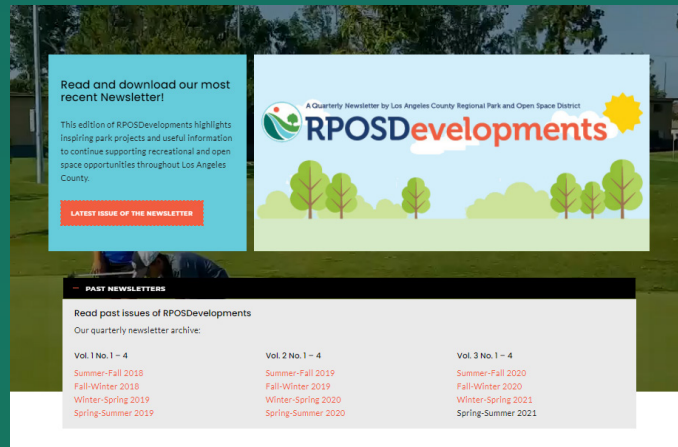 Read and download our most
recent Newsletter!
This edition of RPOSDevelopments highlights
inspiring park projects and useful information
to continue supporting recreational and open
space opportunities throughout Los Angeles
County.
LATEST ISSUE OF THE NEWSLETTER
A Quarterly Newsletter by Los Angeles County Regional Park and Open Space District
RPOSDevelopments
— PAST NEWSLETTERS
Read past issues of RPOSDevelopments
Our quarterly newsletter archive:
Vol. 1 No. 1 – 4
Summer-Fall 2018
Fall-Winter 2018
Winter-Spring 2019
Spring-Summer 2019
Vol. 2 No. 1 – 4
Summer-Fall 2019
Fall-Winter 2019
Winter-Spring 2020
Spring-Summer 2020
Vol. 3 No. 1 – 4
Summer-Fall 2020
Fall-Winter 2020
Winter-Spring 2021
Spring-Summer 2021